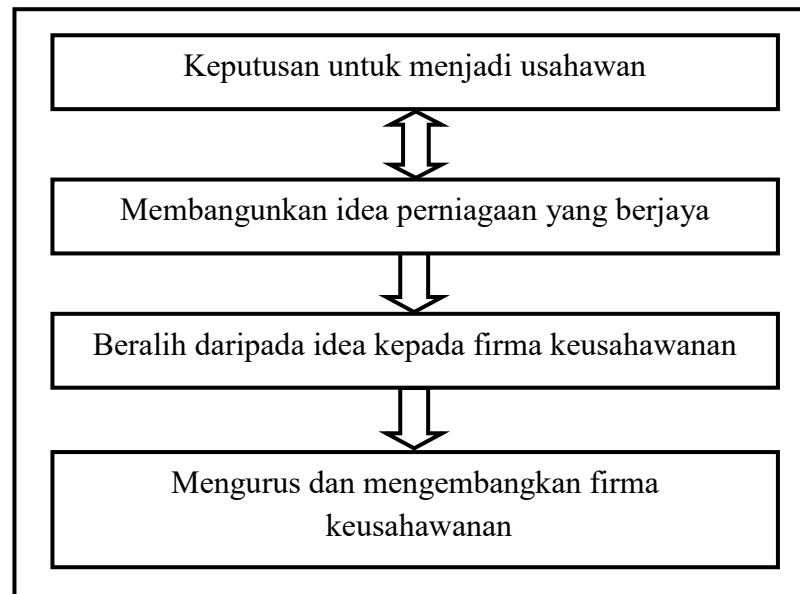 Keputusan untuk menjadi usahawan
Membangunkan idea perniagaan yang berjaya
Beralih daripada idea kepada firma keusahawanan
Mengurus dan mengembangkan firma
keusahawanan